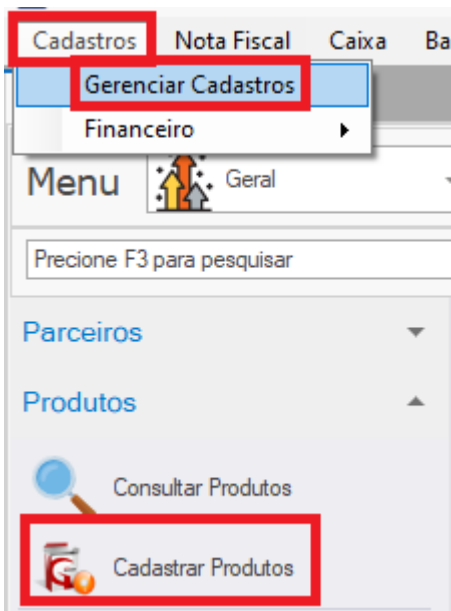 Cadastros Nota Fiscal Caixa Ba
Gerenciar Cadastros
Financeiro
Menu Geral
Precione F3 para pesquisar
Parceiros
Produtos
Consultar Produtos
Cadastrar Produtos